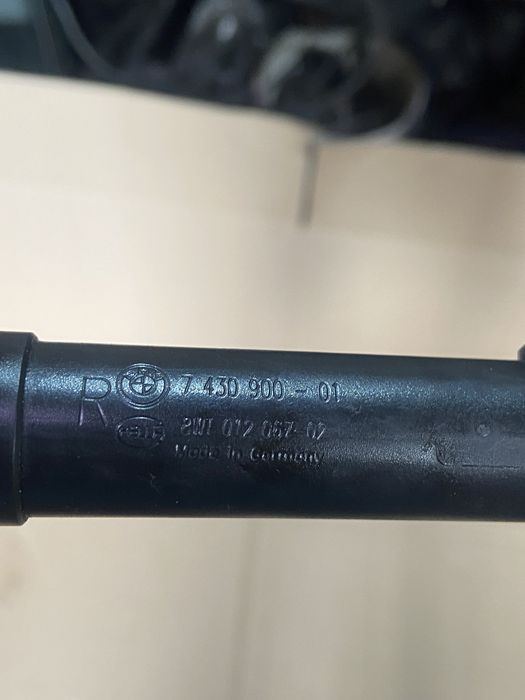 R
7 430 900 - 01
8WT 012 067-02
Made in Germany